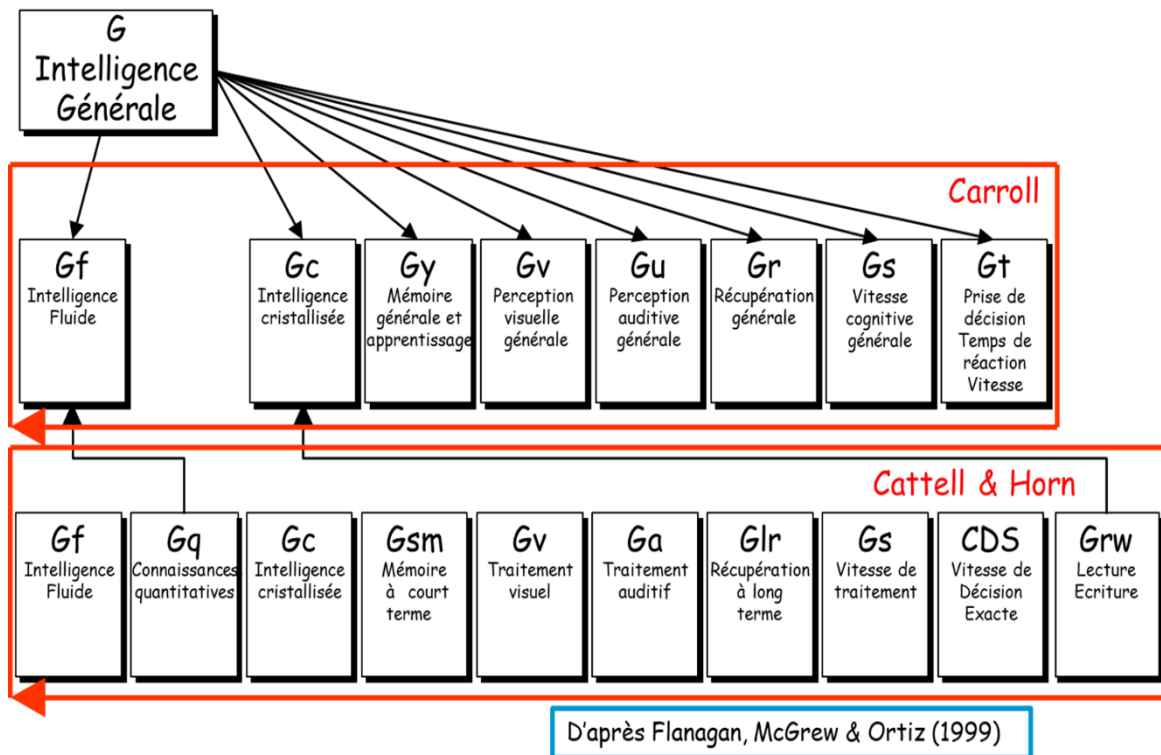 G
Intelligence
Générale
Carroll
Gf
Intelligence
Fluide
Gc
Intelligence
cristallisée
Gy
Mémoire
générale et
apprentissage
Gv
Perception
visuelle
générale
Gu
Perception
auditive
générale
Gr
Récupération
générale
Gs
Vitesse
cognitive
générale
Gt
Prise de
décision
Temps de
réaction
Vitesse
Cattell & Horn
Gf
Intelligence
Fluide
Gq
Connaissances
quantitatives
Gc
Intelligence
cristallisée
Gsm
Mémoire
à court
terme
Gv
Traitement
visuel
Ga
Traitement
auditif
Glr
Récupération
à long
terme
Gs
Vitesse de
traitement
CDS
Vitesse de
Décision
Exacte
Grw
Lecture
Ecriture
D'après Flanagan, McGrew & Ortiz (1999)